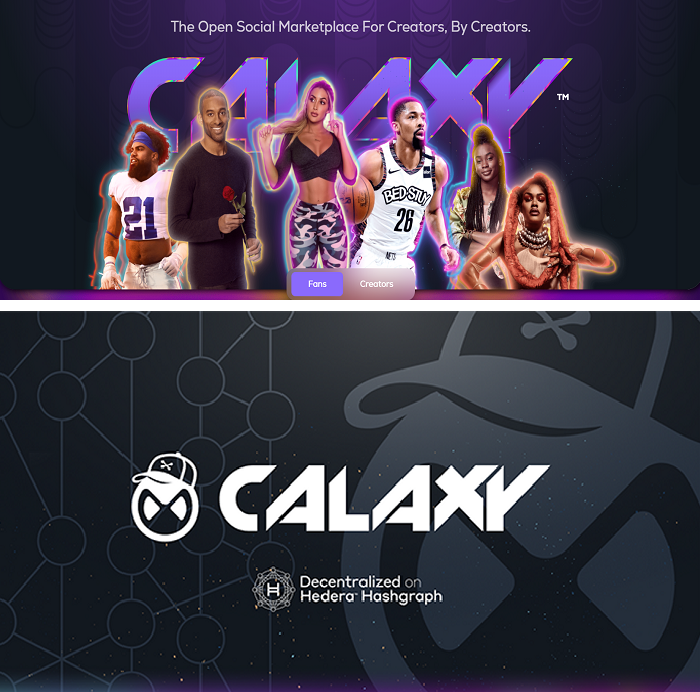 The Open Social Marketplace For Creators, By Creators.
CALAXY
™
21
BED-STUY
26
NETS
Fans
Creators
CALAXY
Decentralized on
Hedera Hashgraph